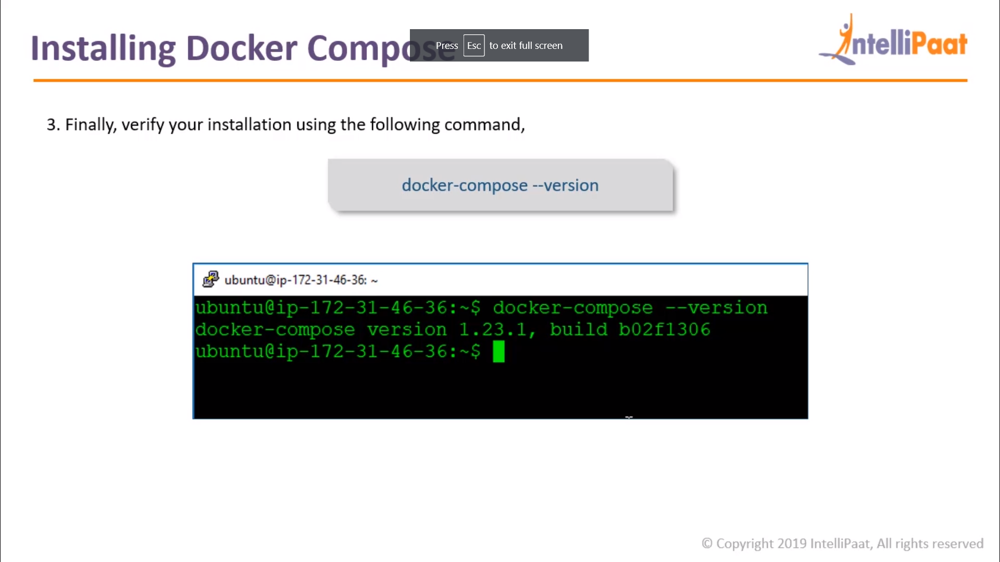 Installing Docker Compose
Press Esc to exit full screen
IntelliPaat
3. Finally, verify your installation using the following command,
docker-compose --version
ubuntu@ip-172-31-46-36: ~
ubuntu@ip-172-31-46-36:~$ docker-compose --version
docker-compose version 1.23.1, build b02f1306
ubuntu@ip-172-31-46-36:~$
© Copyright 2019 IntelliPaat, All rights reserved